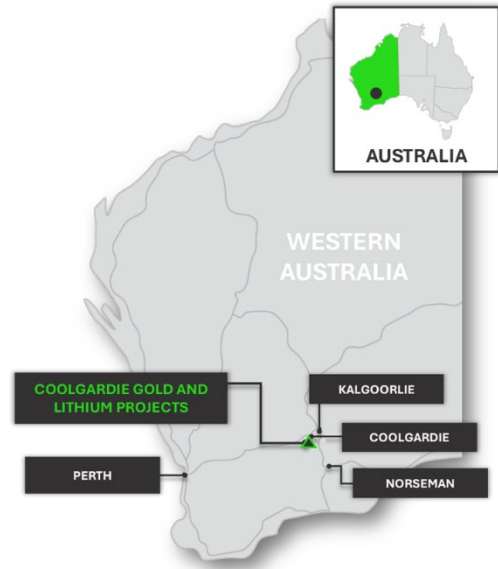 AUSTRALIA
WESTERN
AUSTRALIA
COOLGARDIE GOLD AND
LITHIUM PROJECTS
KALGOORLIE
COOLGARDIE
PERTH
NORSEMAN